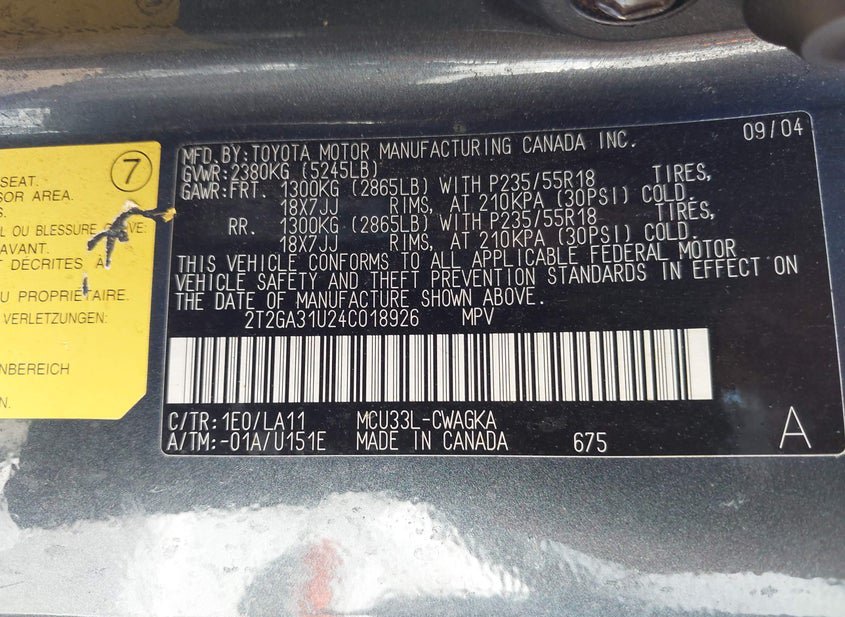 SEAT.
SOR AREA.
S.
L OU BLESSURE
VE:
AVANT.
T DÉCRITES À
U PROPRIÉTAIRE.
VERLETZUNGEN:
NBEREICH
N.
7
09/04
MFD.BY:TOYOTA MOTOR MANUFACTURING CANADA INC.
GVWR:2380KG (5245LB)
GAWR:FRT. 1300KG (2865LB) WITH P235/55R18 TIRES,
18X7JJ RIMS, AT 210KPA (30PSI) COLD.
RR. 1300KG (2865LB) WITH P235/55R18 TIRES,
18X7JJ RIMS, AT 210KPA (30PSI) COLD.
THIS VEHICLE CONFORMS TO ALL APPLICABLE FEDERAL MOTOR
VEHICLE SAFETY AND THEFT PREVENTION STANDARDS IN EFFECT ON
THE DATE OF MANUFACTURE SHOWN ABOVE.
2T2GA31U24C018926 MPV
C/TR:1E0/LA11 MCU33L-CWAGKA
A/TM:-01A/U151E MADE IN CANADA 675 A